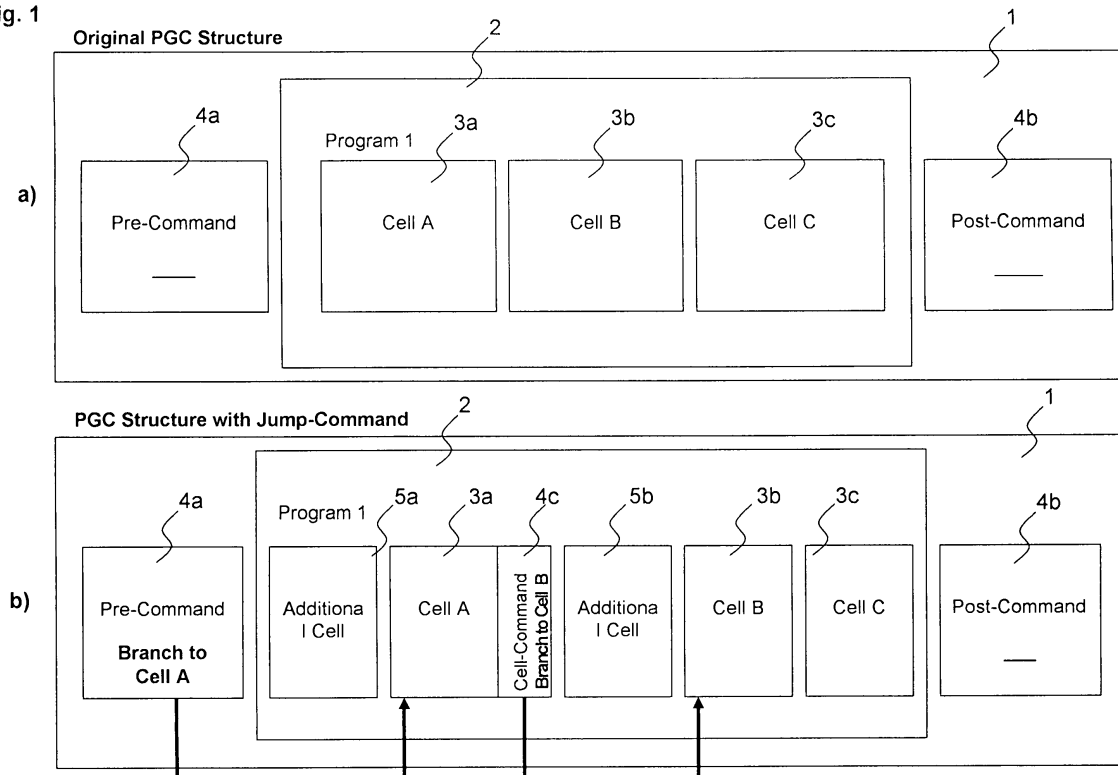 ig. 1
Original PGC Structure
2
1
4a
Program 1
3a
3b
3c
4b
a)
Pre-Command
Cell A
Cell B
Cell C
Post-Command
PGC Structure with Jump-Command
2
1
4a
Program 1
5a
3a
4c
5b
3b
3c
4b
b)
Pre-Command
Branch to
Cell A
Additiona
l Cell
Cell A
Cell-Command
Branch to Cell B
Additiona
l Cell
Cell B
Cell C
Post-Command